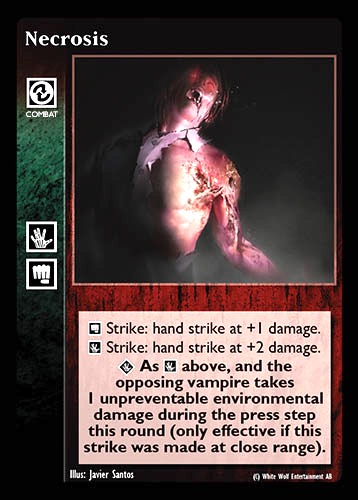 Necrosis
COMBAT
Strike: hand strike at +1 damage.
Strike: hand strike at +2 damage.
As above, and the
opposing vampire takes
1 unpreventable environmental
damage during the press step
this round (only effective if this
strike was made at close range).
Illus: Javier Santos
(C) White Wolf Entertainment AB